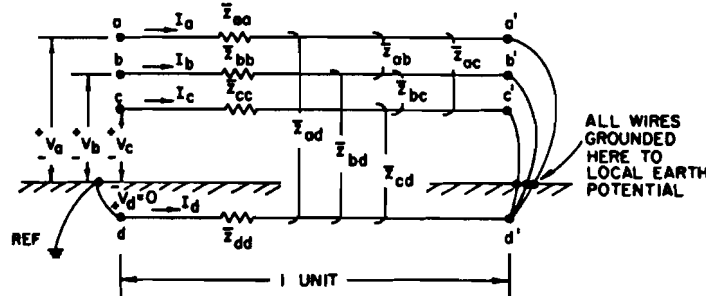 a I_a z̄_aa a'
b I_b z̄_bb z̄_ab z̄_ac b'
c I_c z̄_cc z̄_bc c'
+ V_a - + V_b - + V_c -
z̄_ad z̄_bd z̄_cd
ALL WIRES
GROUNDED
HERE TO
LOCAL EARTH
POTENTIAL
- V_d=0 +
REF d I_d z̄_dd d'
1 UNIT